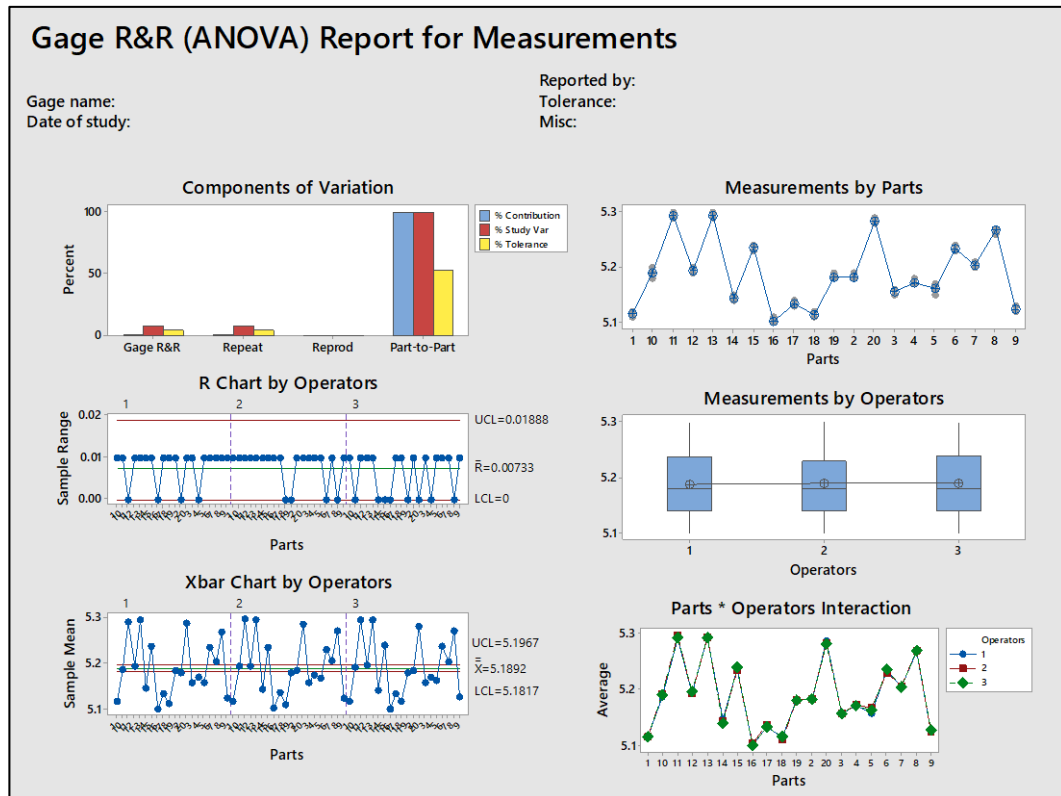 Gage R&R (ANOVA) Report for Measurements
Reported by:
Gage name:
Tolerance:
Date of study:
Misc:
Components of Variation
100
50
0
Percent
% Contribution
% Study Var
% Tolerance
Gage R&R Repeat Reprod Part-to-Part
R Chart by Operators
1 2 3
0.02
0.01
0.00
Sample Range
UCL=0.01888
R̄=0.00733
LCL=0
Parts
Xbar Chart by Operators
1 2 3
5.3
5.2
5.1
Sample Mean
UCL=5.1967
X̿=5.1892
LCL=5.1817
Parts
Measurements by Parts
5.3
5.2
5.1
1 10 11 12 13 14 15 16 17 18 19 2 20 3 4 5 6 7 8 9
Parts
Measurements by Operators
5.3
5.2
5.1
1 2 3
Operators
Parts * Operators Interaction
5.3
5.2
5.1
Average
Operators
1
2
3
1 10 11 12 13 14 15 16 17 18 19 2 20 3 4 5 6 7 8 9
Parts